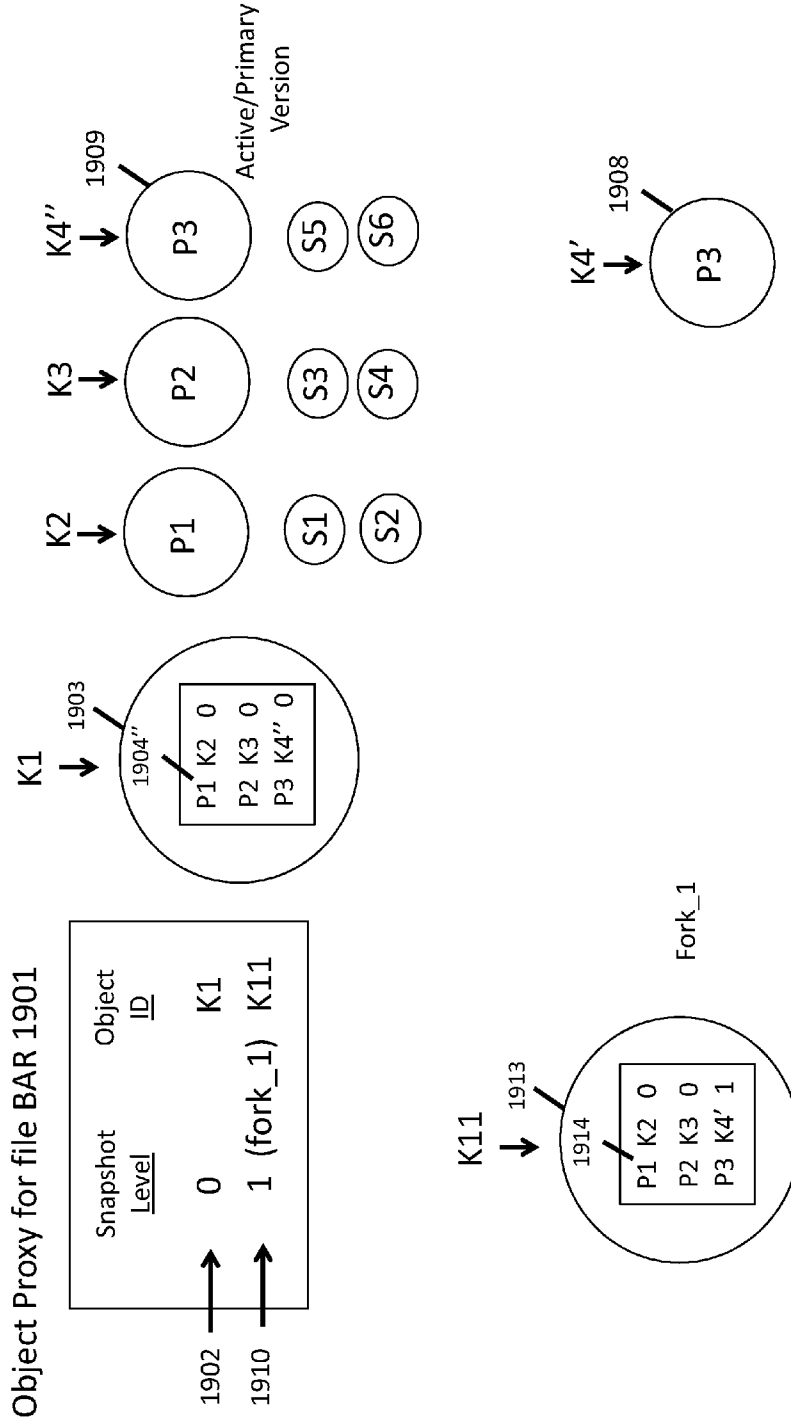 Object Proxy for file BAR 1901
Snapshot Level
Object ID
1902
0 K1
1910
1 (fork_1) K11
K1
1903
1904''
P1 K2 0
P2 K3 0
P3 K4'' 0
K2
P1
S1
S2
K3
P2
S3
S4
K4''
1909
P3
S5
S6
Active/Primary
Version
K11
1913
1914
P1 K2 0
P2 K3 0
P3 K4' 1
Fork_1
K4'
1908
P3